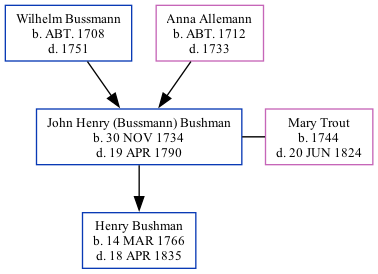 Wilhelm Bussmann
b. ABT. 1708
d. 1751
Anna Allemann
b. ABT. 1712
d. 1733
John Henry (Bussmann) Bushman
b. 30 NOV 1734
d. 19 APR 1790
Mary Trout
b. 1744
d. 20 JUN 1824
Henry Bushman
b. 14 MAR 1766
d. 18 APR 1835